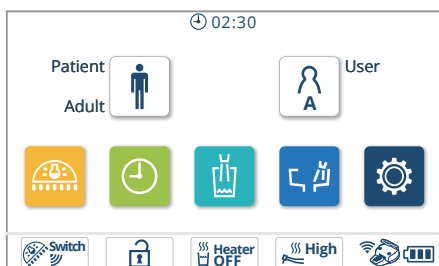 02:30
Patient
User
Adult
A
Switch
Heater
OFF
High